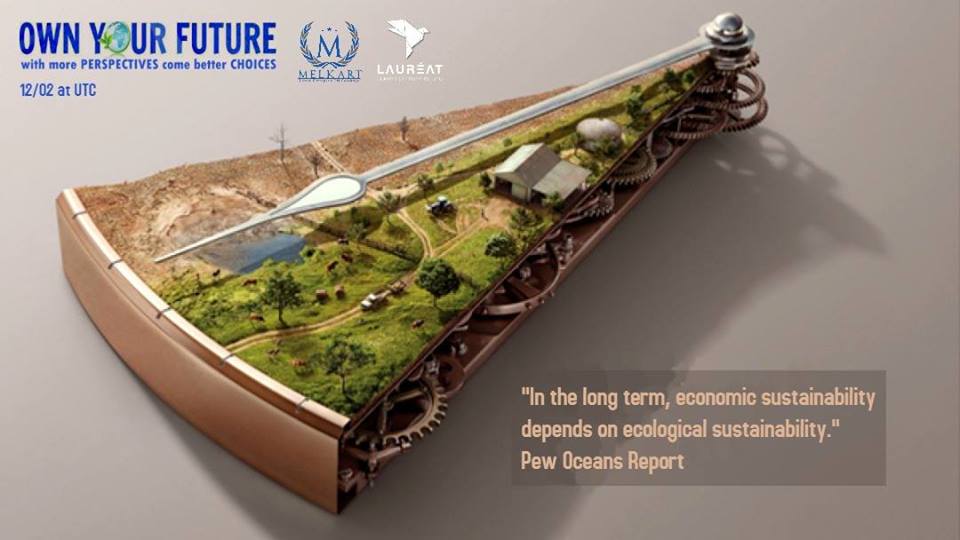 OWN YOUR FUTURE
with more PERSPECTIVES come better CHOICES
12/02 at UTC
M
MELKART
LAURÉAT
"In the long term, economic sustainability
depends on ecological sustainability."
Pew Oceans Report